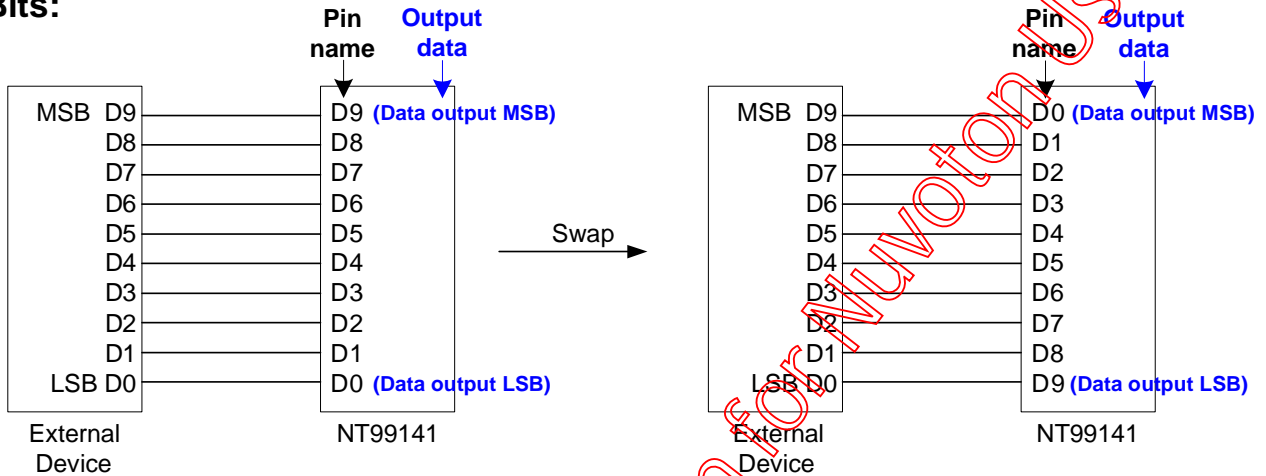 Bits:
Pin name
Output data
MSB D9
D8
D7
D6
D5
D4
D3
D2
D1
LSB D0
External Device
D9 (Data output MSB)
D8
D7
D6
D5
D4
D3
D2
D1
D0 (Data output LSB)
NT99141
Swap
Pin name
Output data
MSB D9
D8
D7
D6
D5
D4
D3
D2
D1
LSB D0
External Device
D0 (Data output MSB)
D1
D2
D3
D4
D5
D6
D7
D8
D9 (Data output LSB)
NT99141
for Nuvoton